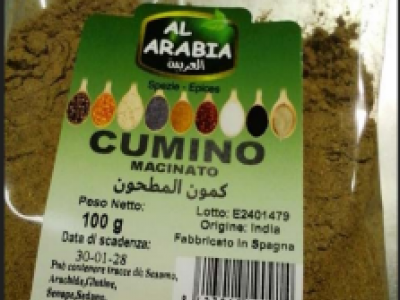 AL
ARABIA
العربية
Spezie - Epices
CUMINO
MACINATO
كمون المطحون
Peso Netto:
100 g
Data di scadenza:
30-01-28
Può contenere tracce di: Sesamo,
Arachide, Glutine,
Senape, Sedano
Lotto: E2401479
Origine: India
Fabbricato in Spagna